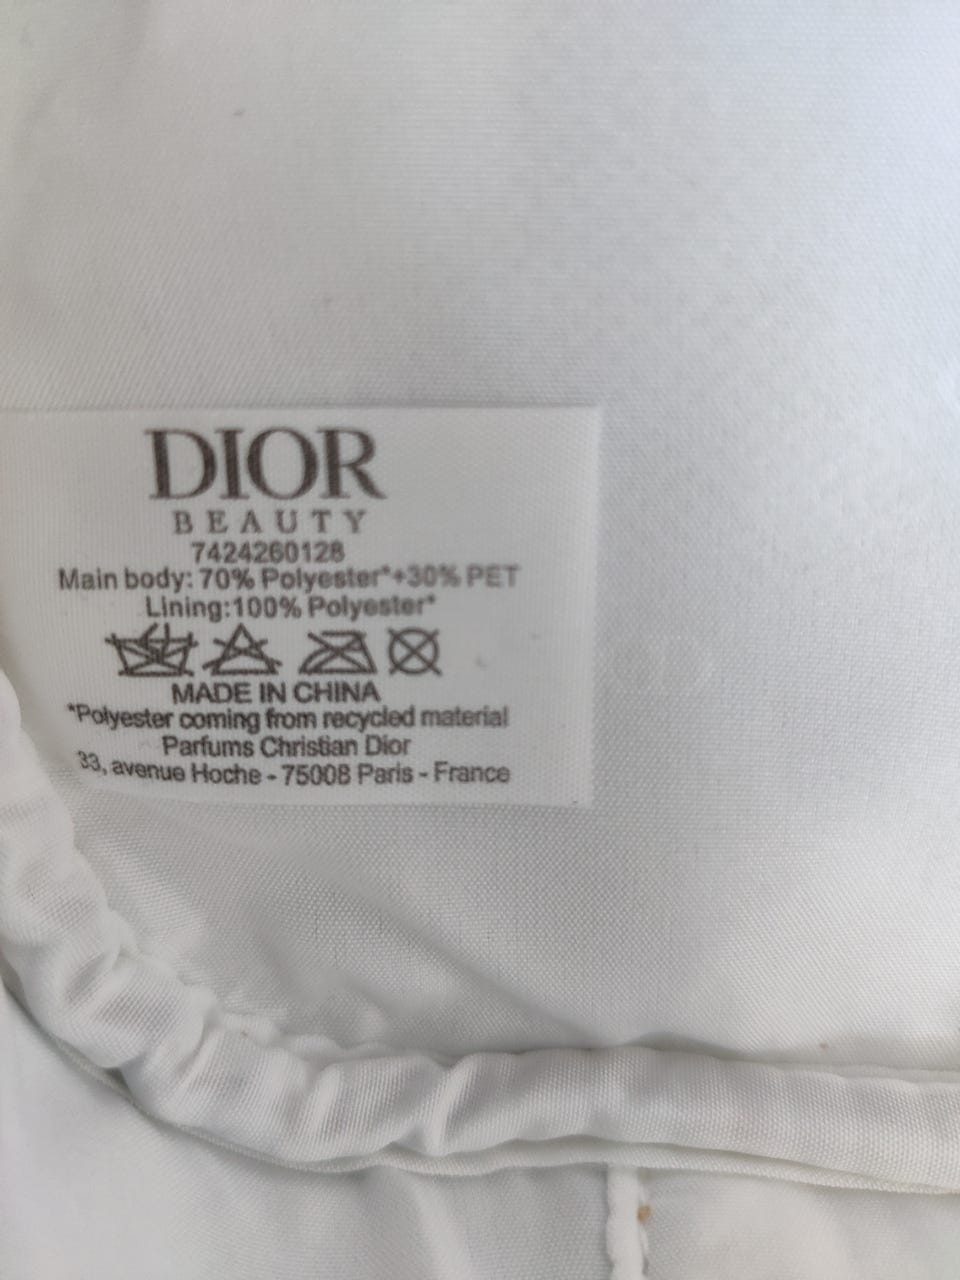 DIOR
BEAUTY
7424260128
Main body: 70% Polyester*+30% PET
Lining:100% Polyester*
MADE IN CHINA
*Polyester coming from recycled material
Parfums Christian Dior
33, avenue Hoche - 75008 Paris - France